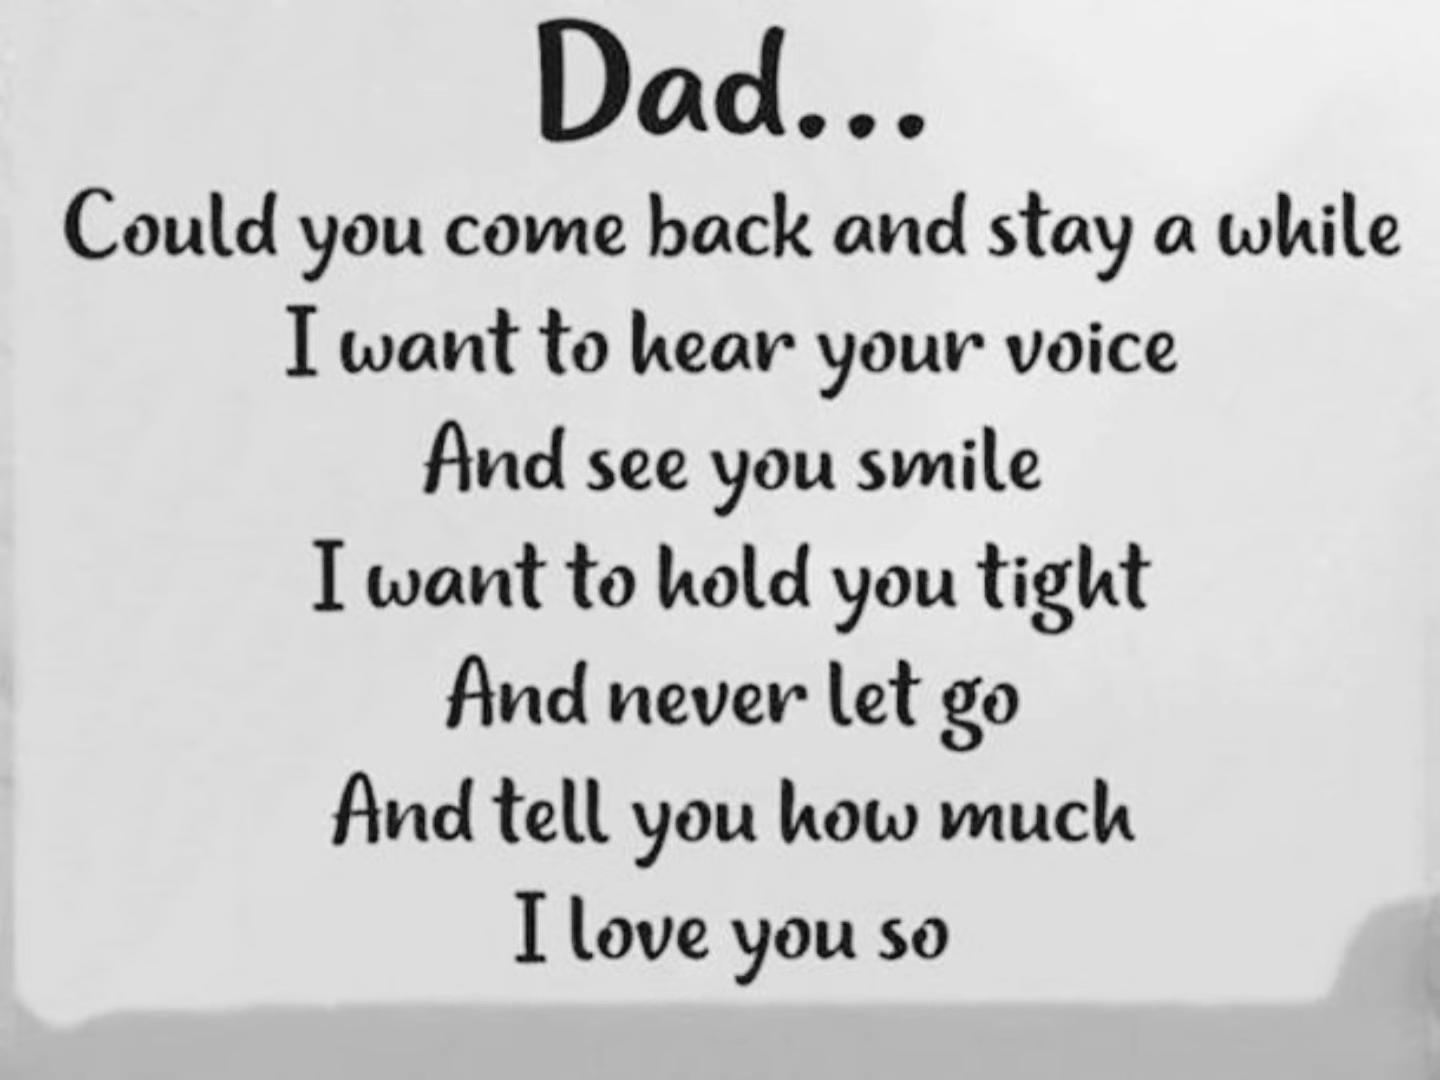 Dad...
Could you come back and stay a while
I want to hear your voice
And see you smile
I want to hold you tight
And never let go
And tell you how much
I love you so